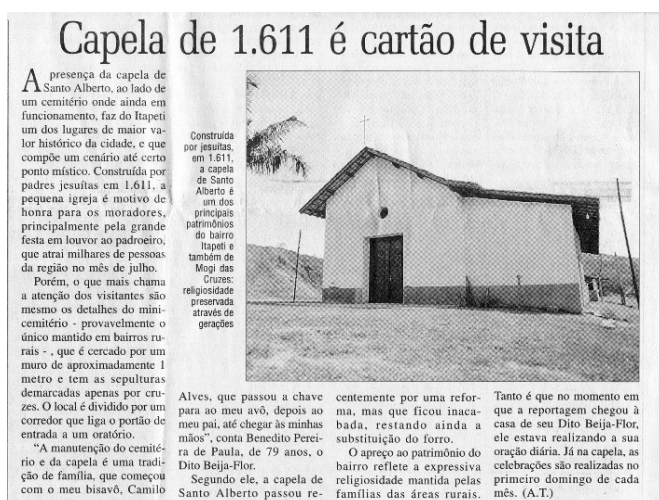 Capela de 1.611 é cartão de visita
A presença da capela de
Santo Alberto, ao lado de
um cemitério onde ainda em
funcionamento, faz do Itapeti
um dos lugares de maior va-
lor histórico da cidade, e que
compõe um cenário até certo
ponto místico. Construída por
padres jesuítas em 1.611, a
pequena igreja é motivo de
honra para os moradores,
principalmente pela grande
festa em louvor ao padroeiro,
que atrai milhares de pessoas
da região no mês de julho.
Porém, o que mais chama
a atenção dos visitantes são
mesmo os detalhes do mini-
cemitério - provavelmente o
único mantido em bairros ru-
rais - , que é cercado por um
muro de aproximadamente 1
metro e tem as sepulturas
demarcadas apenas por cru-
zes. O local é dividido por um
corredor que liga o portão de
entrada a um oratório.
“A manutenção do cemité-
rio e da capela é uma tradi-
ção de família, que começou
com o meu bisavô, Camilo
Construída
por jesuítas,
em 1.611,
a capela
de Santo
Alberto é
um dos
principais
patrimônios
do bairro
Itapeti e
também de
Mogi das
Cruzes:
religiosidade
preservada
através de
gerações
Alves, que passou a chave
para ao meu avô, depois ao
meu pai, até chegar às minhas
mãos”, conta Benedito Perei-
ra de Paula, de 79 anos, o
Dito Beija-Flor.
Segundo ele, a capela de
Santo Alberto passou re-
centemente por uma refor-
ma, mas que ficou inaca-
bada, restando ainda a
substituição do forro.
O apreço ao patrimônio do
bairro reflete a expressiva
religiosidade mantida pelas
famílias das áreas rurais.
Tanto é que no momento em
que a reportagem chegou à
casa de seu Dito Beija-Flor,
ele estava realizando a sua
oração diária. Já na capela, as
celebrações são realizadas no
primeiro domingo de cada
mês. (A.T.)